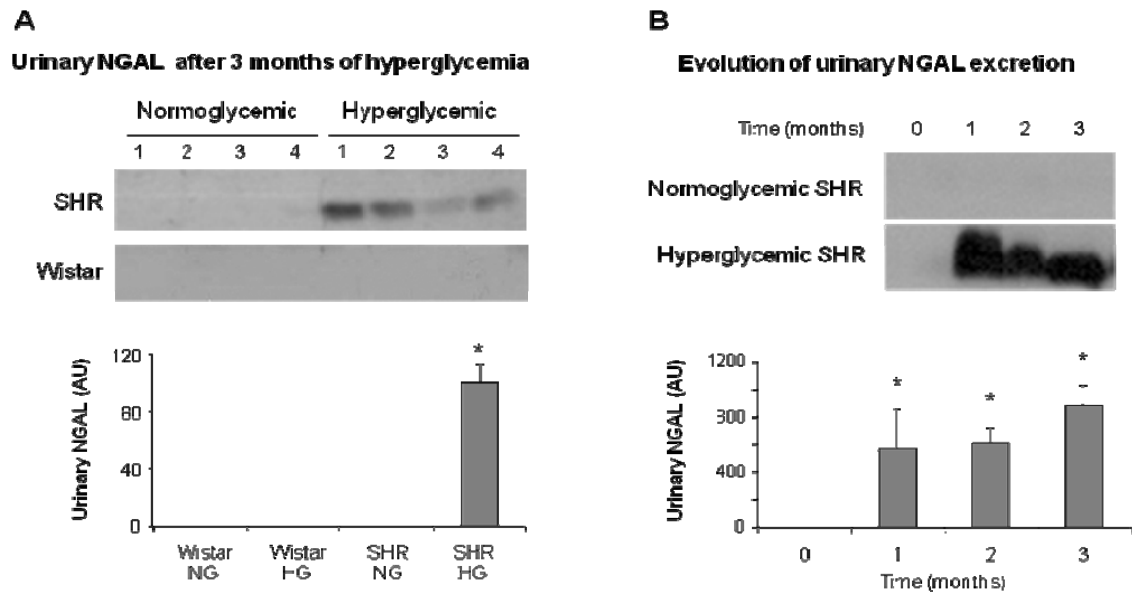 A
Urinary NGAL after 3 months of hyperglycemia
Normoglycemic Hyperglycemic
1 2 3 4 1 2 3 4
SHR
Wistar
Urinary NGAL (AU)
120
80
40
0
Wistar NG
Wistar HG
SHR NG
SHR HG
*
B
Evolution of urinary NGAL excretion
Time (months) 0 1 2 3
Normoglycemic SHR
Hyperglycemic SHR
Urinary NGAL (AU)
1200
800
400
0
* * *
0 1 2 3
Time (months)